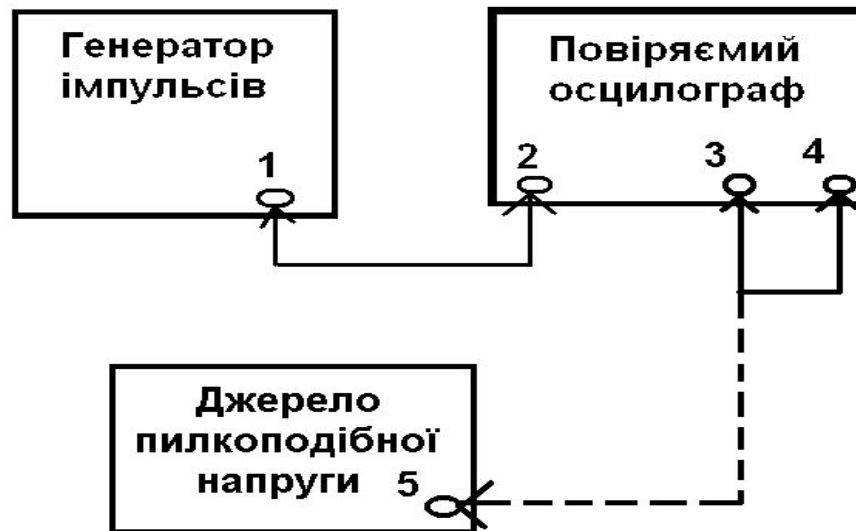 Генератор
імпульсів
1
Повіряємий
осцилограф
2
3
4
Джерело
пилкоподібної
напруги
5